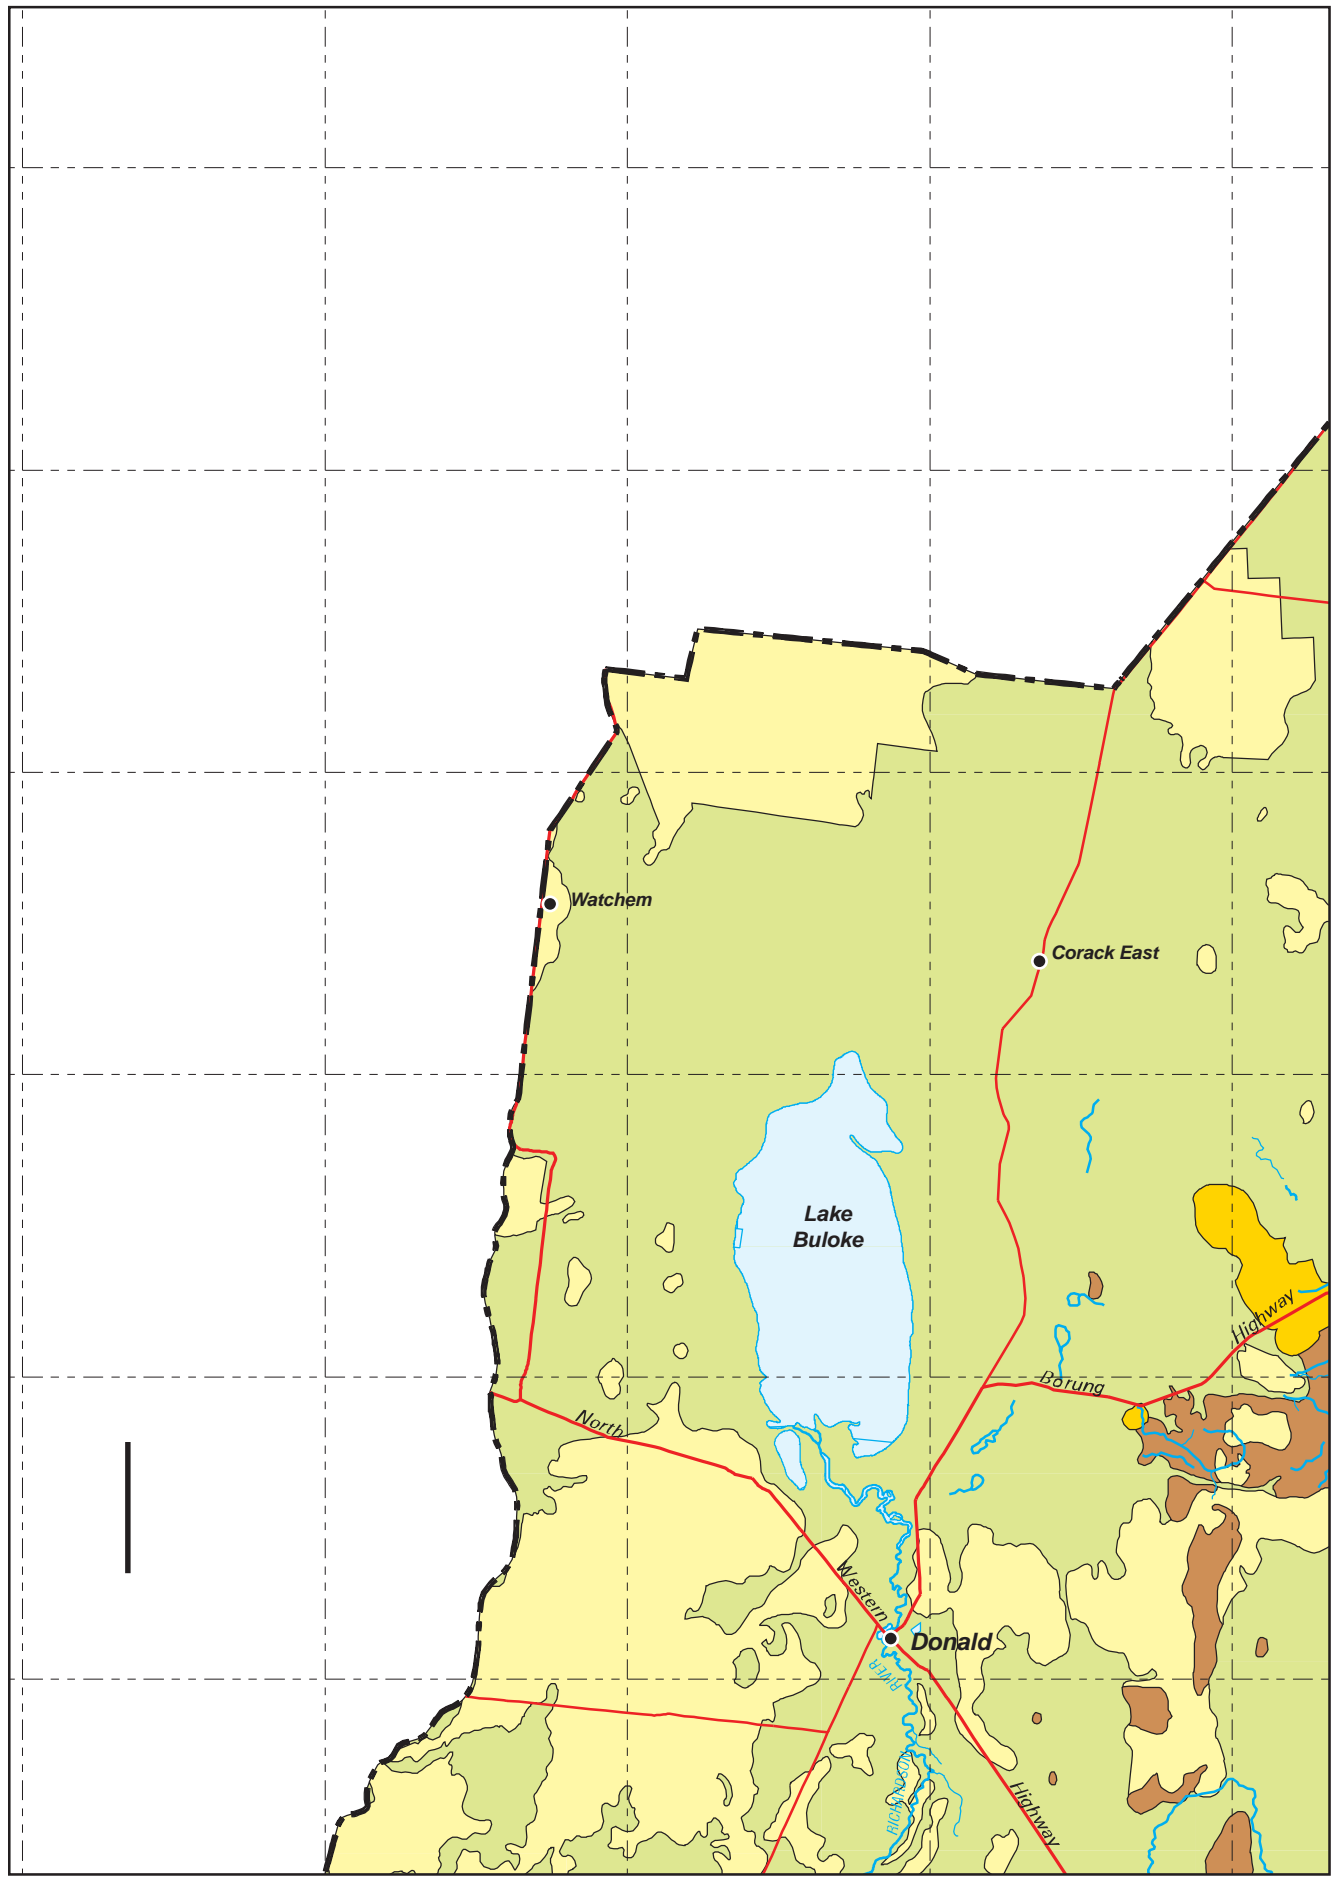 Watchem
Corack East
Lake
Buloke
Highway
Borung
North
Western
Donald
RIVER
RICHARDSON
Highway